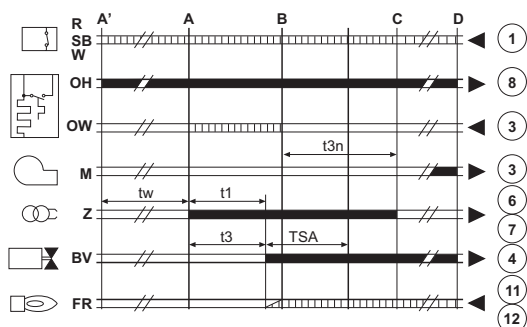 R A' A B C D
SB 1
W
OH 8
OW 3
t3n
M 3
tw t1 6
Z 7
t3 TSA
BV 4
11
FR 12